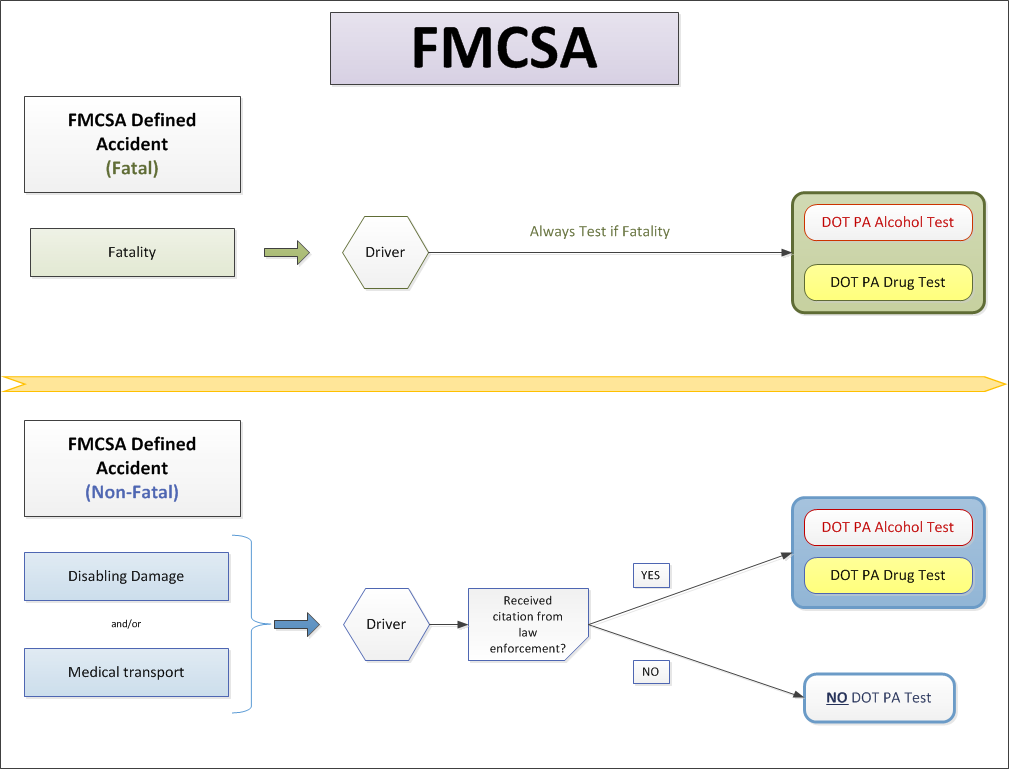 FMCSA
FMCSA Defined
Accident
(Fatal)
Fatality
Driver
Always Test if Fatality
DOT PA Alcohol Test
DOT PA Drug Test
FMCSA Defined
Accident
(Non-Fatal)
Disabling Damage
and/or
Medical transport
Driver
Received
citation from
law
enforcement?
YES
NO
DOT PA Alcohol Test
DOT PA Drug Test
NO DOT PA Test